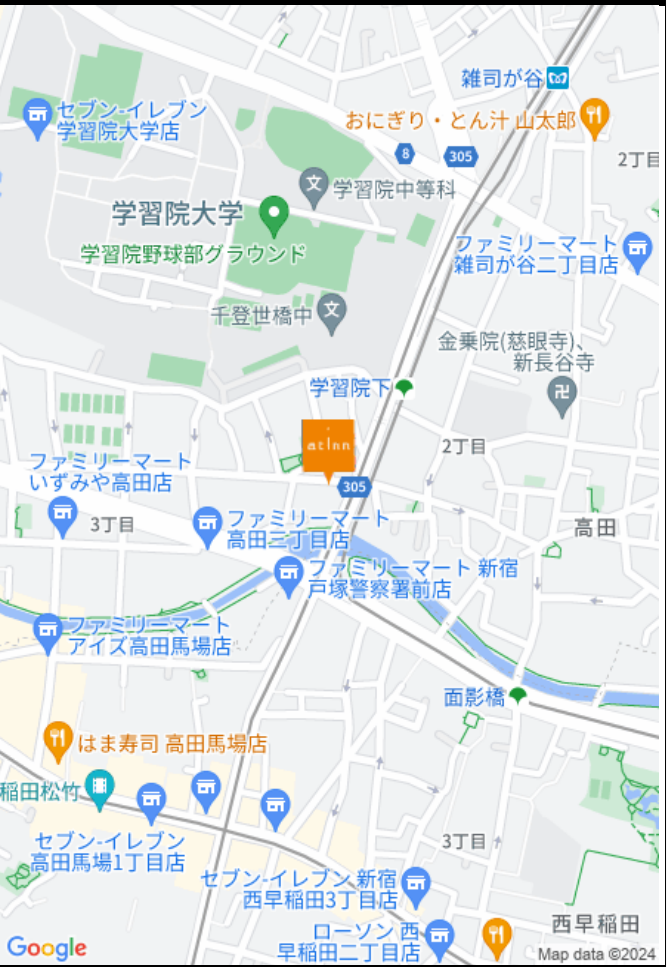 雑司が谷
セブン-イレブン
学習院大学店
おにぎり・とん汁 山太郎
8
305
2丁目
学習院中等科
学習院大学
学習院野球部グラウンド
ファミリーマート
雑司が谷二丁目店
千登世橋中
金乗院(慈眼寺)、
新長谷寺
学習院下
at Inn
2丁目
ファミリーマート
いずみや高田店
305
3丁目
ファミリーマート
高田三丁目店
高田
ファミリーマート 新宿
戸塚警察署前店
ファミリーマート
アイズ高田馬場店
面影橋
はま寿司 高田馬場店
稲田松竹
セブン-イレブン
高田馬場1丁目店
3丁目
セブン-イレブン 新宿
西早稲田3丁目店
ローソン 西
早稲田二丁目店
西早稲田
Google
Map data ©2024